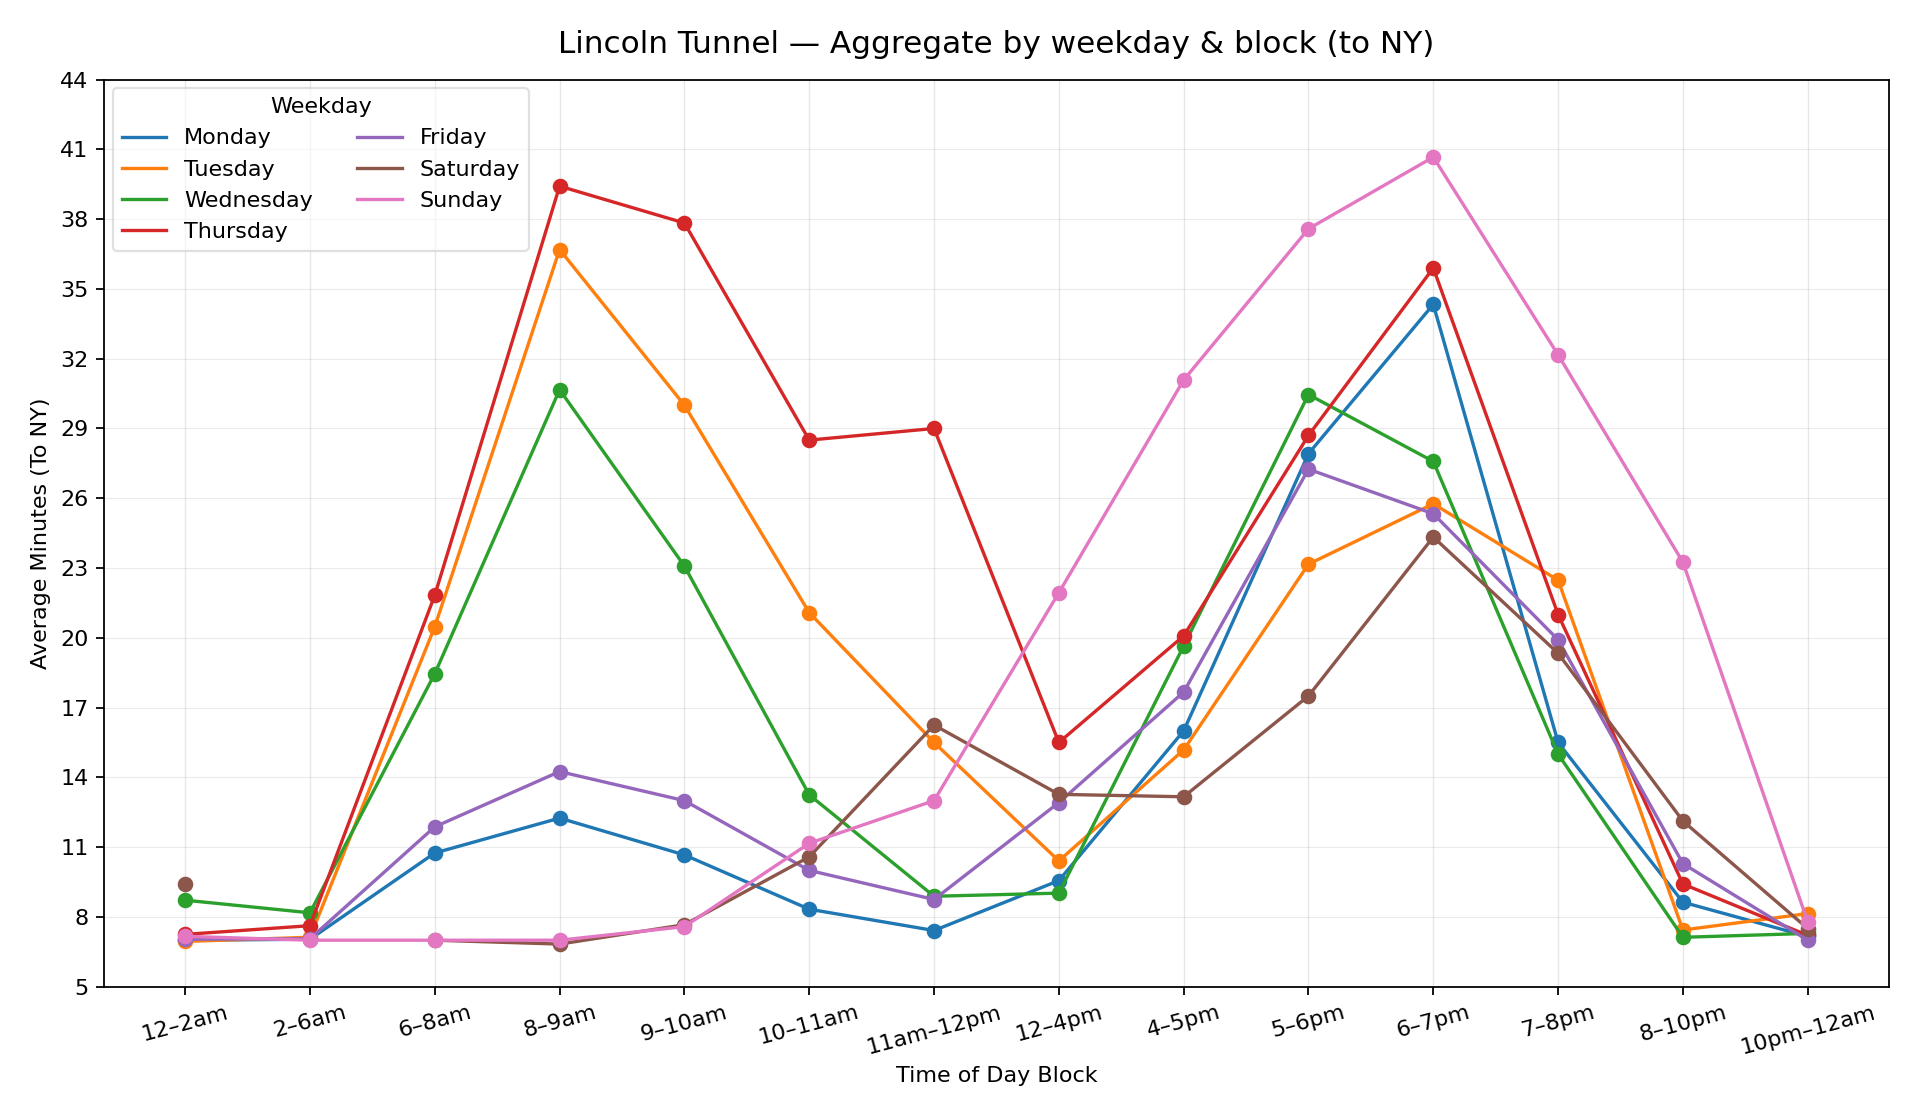 Lincoln Tunnel — Aggregate by weekday & block (to NY)
Weekday
Monday
Tuesday
Wednesday
Thursday
Friday
Saturday
Sunday
Average Minutes (To NY)
44
41
38
35
32
29
26
23
20
17
14
11
8
5
12–2am
2–6am
6–8am
8–9am
9–10am
10–11am
11am–12pm
12–4pm
4–5pm
5–6pm
6–7pm
7–8pm
8–10pm
10pm–12am
Time of Day Block